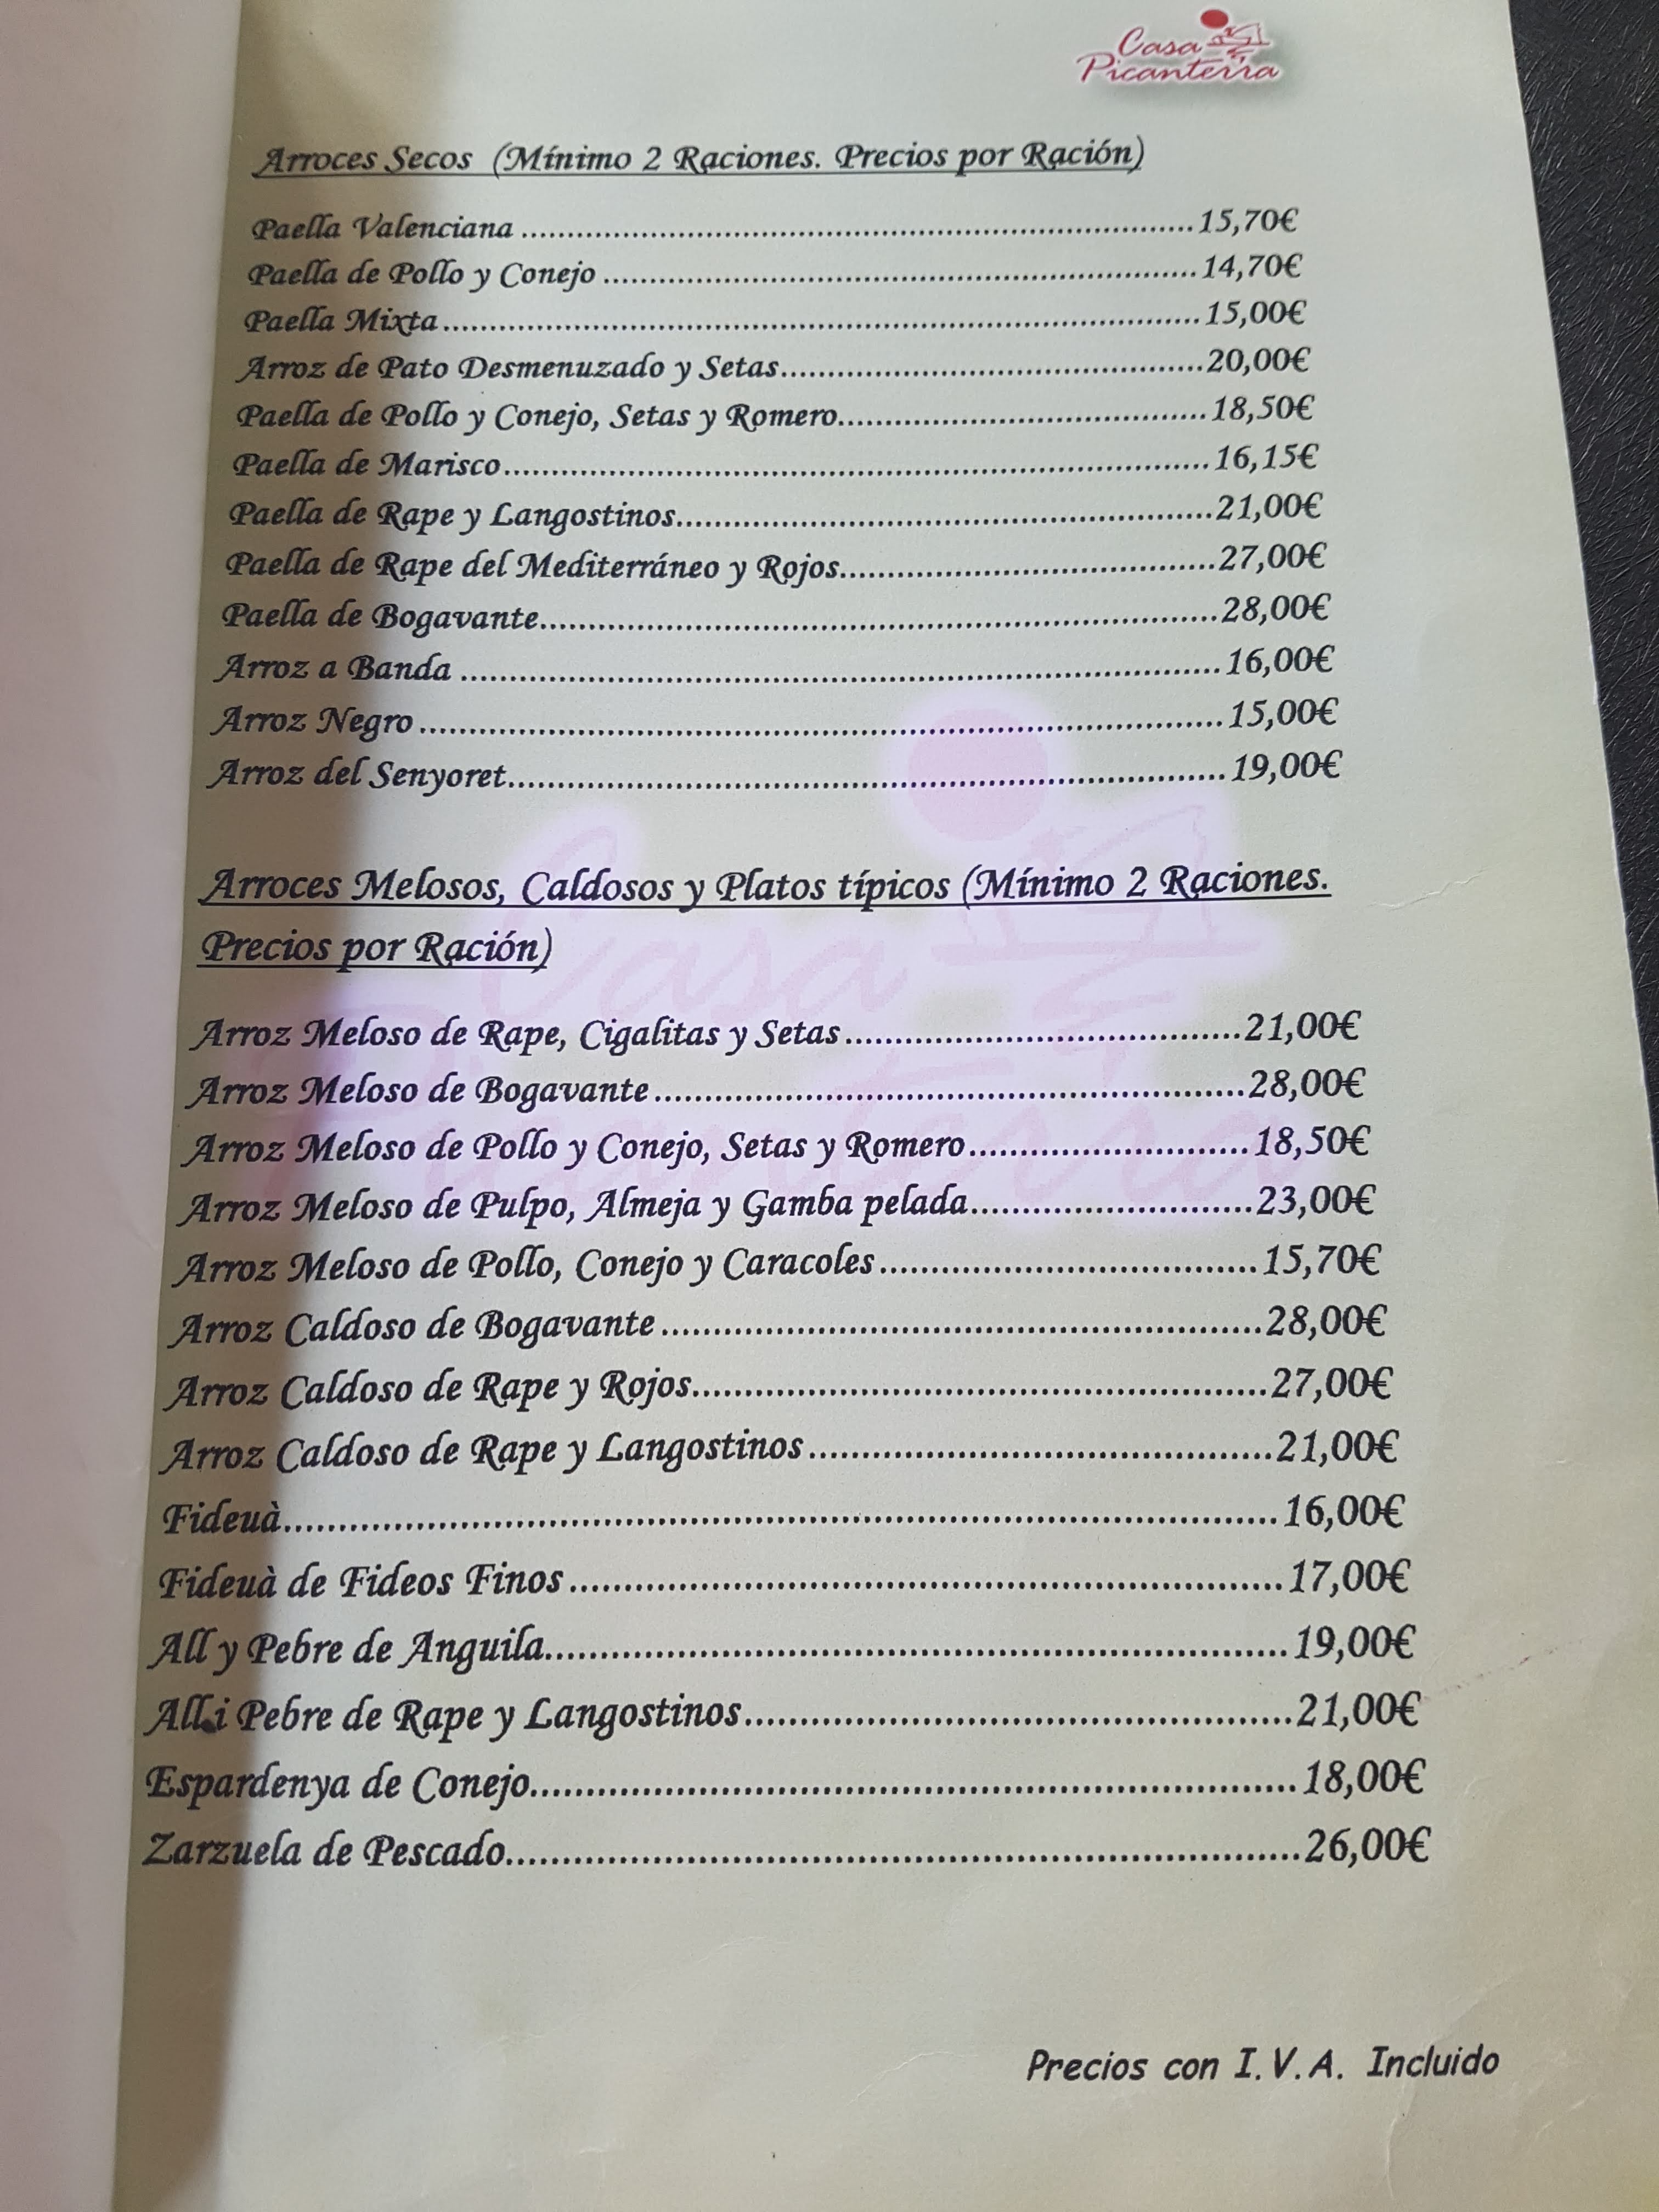 Casa
Picanterra
Arroces Secos (Mínimo 2 Raciones. Precios por Ración)
Paella Valenciana ........................................................................ 15,70€
Paella de Pollo y Conejo ................................................................ 14,70€
Paella Mixta ................................................................................ 15,00€
Arroz de Pato Desmenuzado y Setas ............................................. 20,00€
Paella de Pollo y Conejo, Setas y Romero ....................................... 18,50€
Paella de Marisco ......................................................................... 16,15€
Paella de Rape y Langostinos ........................................................ 21,00€
Paella de Rape del Mediterráneo y Rojos ........................................ 27,00€
Paella de Bogavante ..................................................................... 28,00€
Arroz a Banda ............................................................................. 16,00€
Arroz Negro ................................................................................ 15,00€
Arroz del Senyoret ....................................................................... 19,00€
Arroces Melosos, Caldosos y Platos típicos (Mínimo 2 Raciones.
Precios por Ración)
Arroz Meloso de Rape, Cigalitas y Setas ........................................ 21,00€
Arroz Meloso de Bogavante .......................................................... 28,00€
Arroz Meloso de Pollo y Conejo, Setas y Romero ............................ 18,50€
Arroz Meloso de Pulpo, Almeja y Gamba pelada ............................ 23,00€
Arroz Meloso de Pollo, Conejo y Caracoles ..................................... 15,70€
Arroz Caldoso de Bogavante ......................................................... 28,00€
Arroz Caldoso de Rape y Rojos ...................................................... 27,00€
Arroz Caldoso de Rape y Langostinos ............................................ 21,00€
Fideuà ........................................................................................ 16,00€
Fideuà de Fideos Finos ................................................................. 17,00€
All y Pebre de Anguila .................................................................. 19,00€
All i Pebre de Rape y Langostinos ................................................. 21,00€
Espardenya de Conejo .................................................................. 18,00€
Zarzuela de Pescado ..................................................................... 26,00€
Precios con I.V.A. Incluido